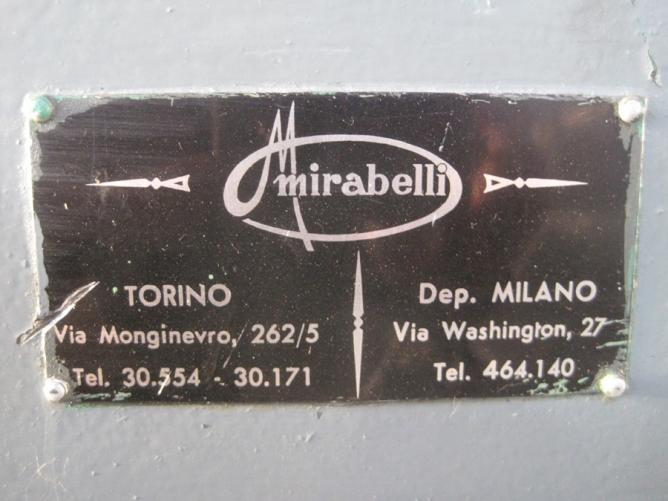 mirabelli
TORINO
Via Monginevro, 262/5
Tel. 30.554 - 30.171
Dep. MILANO
Via Washington, 27
Tel. 464.140